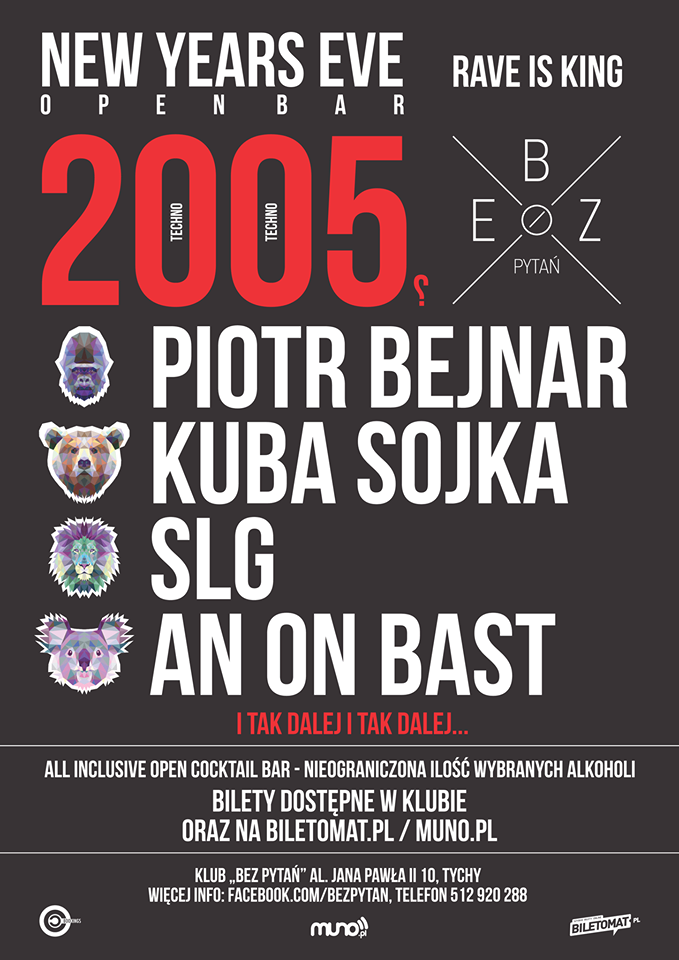 NEW YEARS EVE
OPENBAR
RAVE IS KING
2005?
TECHNO
TECHNO
B
E Z
PYTAŃ
PIOTR BEJNAR
KUBA SOJKA
SLG
AN ON BAST
I TAK DALEJ I TAK DALEJ...
ALL INCLUSIVE OPEN COCKTAIL BAR - NIEOGRANICZONA ILOŚĆ WYBRANYCH ALKOHOLI
BILETY DOSTĘPNE W KLUBIE
ORAZ NA BILETOMAT.PL / MUNO.PL
KLUB „BEZ PYTAŃ” AL. JANA PAWŁA II 10, TYCHY
WIĘCEJ INFO: FACEBOOK.COM/BEZPYTAN, TELEFON 512 920 288
muno.pl
BILETOMAT.PL